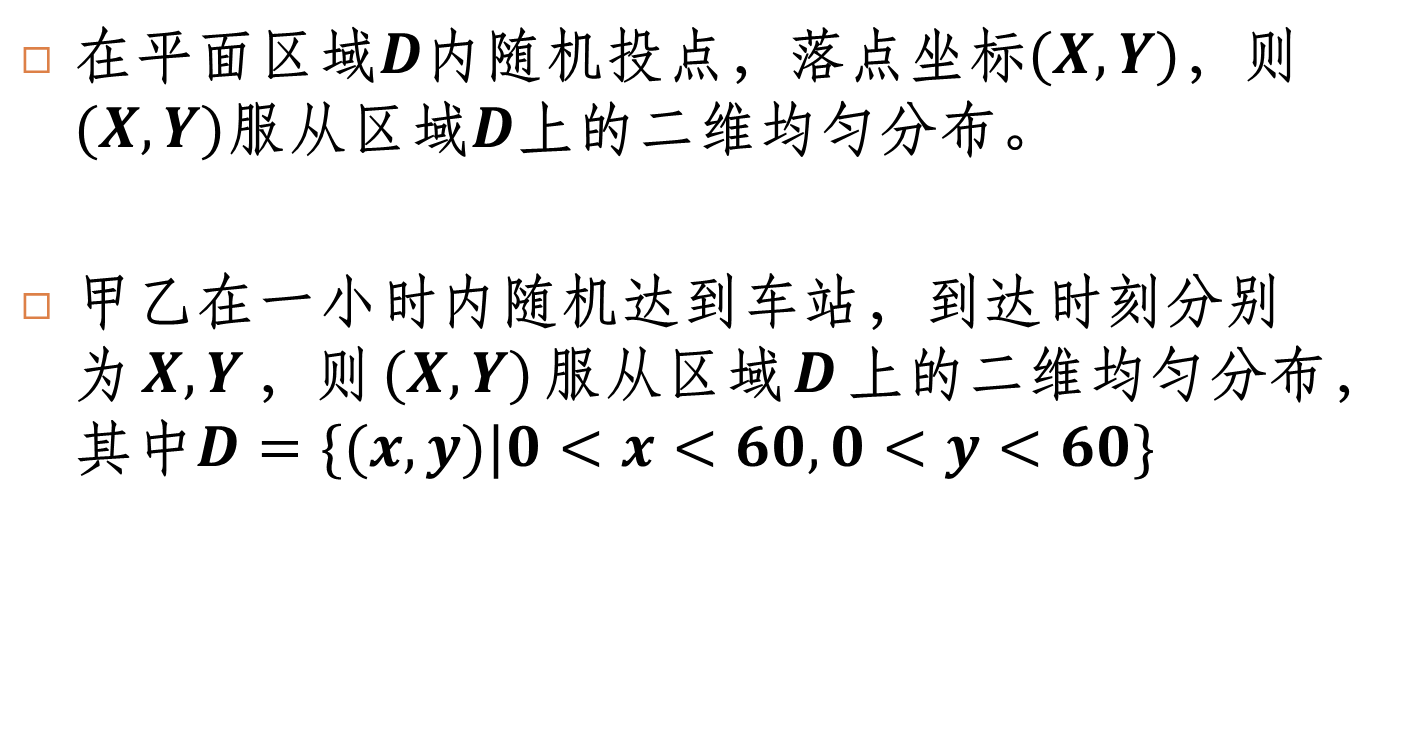 □ 在平面区域D内随机投点，落点坐标(X,Y)，则
(X,Y)服从区域D上的二维均匀分布。
□ 甲乙在一小时内随机达到车站，到达时刻分别
为X,Y，则(X,Y)服从区域D上的二维均匀分布，
其中D = {(x,y)|0 < x < 60,0 < y < 60}